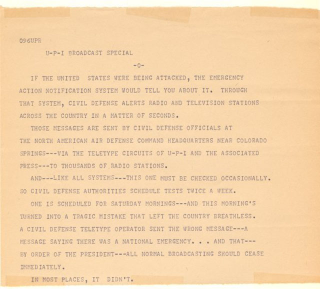 094UPR
U-P-I BROADCAST SPECIAL
-0-
IF THE UNITED STATES WERE BEING ATTACKED, THE EMERGENCY
ACTION NOTIFICATION SYSTEM WOULD TELL YOU ABOUT IT. THROUGH
THAT SYSTEM, CIVIL DEFENSE ALERTS RADIO AND TELEVISION STATIONS
ACROSS THE COUNTRY IN A MATTER OF SECONDS.
THOSE MESSAGES ARE SENT BY CIVIL DEFENSE OFFICIALS AT
THE NORTH AMERICAN AIR DEFENSE COMMAND HEADQUARTERS NEAR COLORADO
SPRINGS---VIA THE TELETYPE CIRCUITS OF U-P-I AND THE ASSOCIATED
PRESS---TO THOUSANDS OF RADIO STATIONS.
AND---LIKE ALL SYSTEMS---THIS ONE MUST BE CHECKED OCCASIONALLY.
SO CIVIL DEFENSE AUTHORITIES SCHEDULE TESTS TWICE A WEEK.
ONE IS SCHEDULED FOR SATURDAY MORNINGS---AND THIS MORNING'S
TURNED INTO A TRAGIC MISTAKE THAT LEFT THE COUNTRY BREATHLESS.
A CIVIL DEFENSE TELETYPE OPERATOR SENT THE WRONG MESSAGE---A
MESSAGE SAYING THERE WAS A NATIONAL EMERGENCY. . . AND THAT---
BY ORDER OF THE PRESIDENT---ALL NORMAL BROADCASTING SHOULD CEASE
IMMEDIATELY.
IN MOST PLACES, IT DIDN'T.